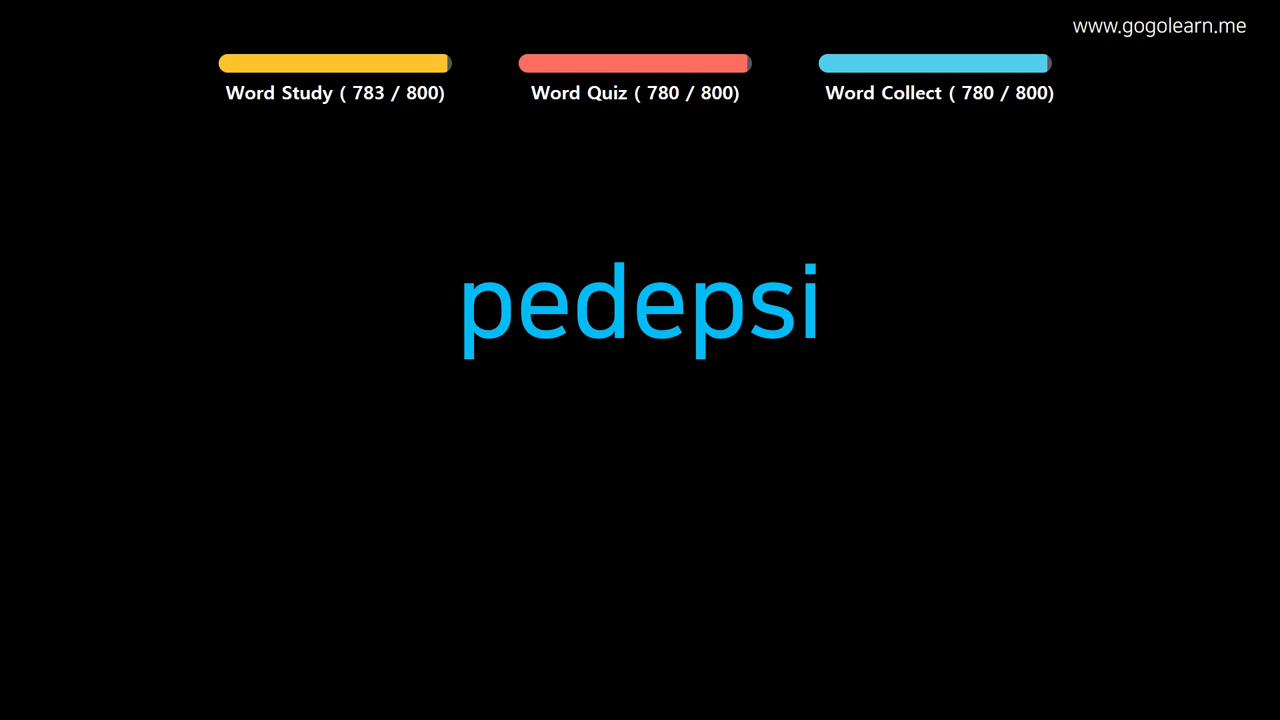 www.gogolearn.me
Word Study ( 783 / 800)
Word Quiz ( 780 / 800)
Word Collect ( 780 / 800)
pedepsi